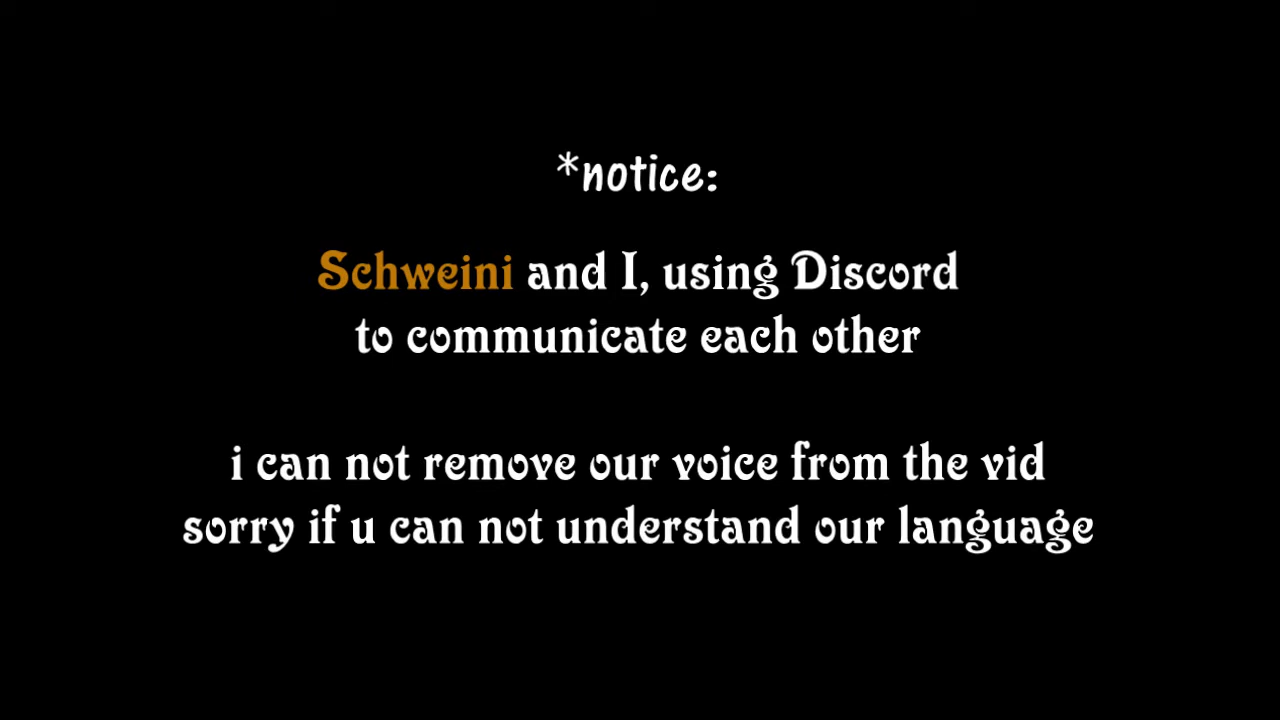 *notice:
Schweini and I, using Discord
to communicate each other
i can not remove our voice from the vid
sorry if u can not understand our language